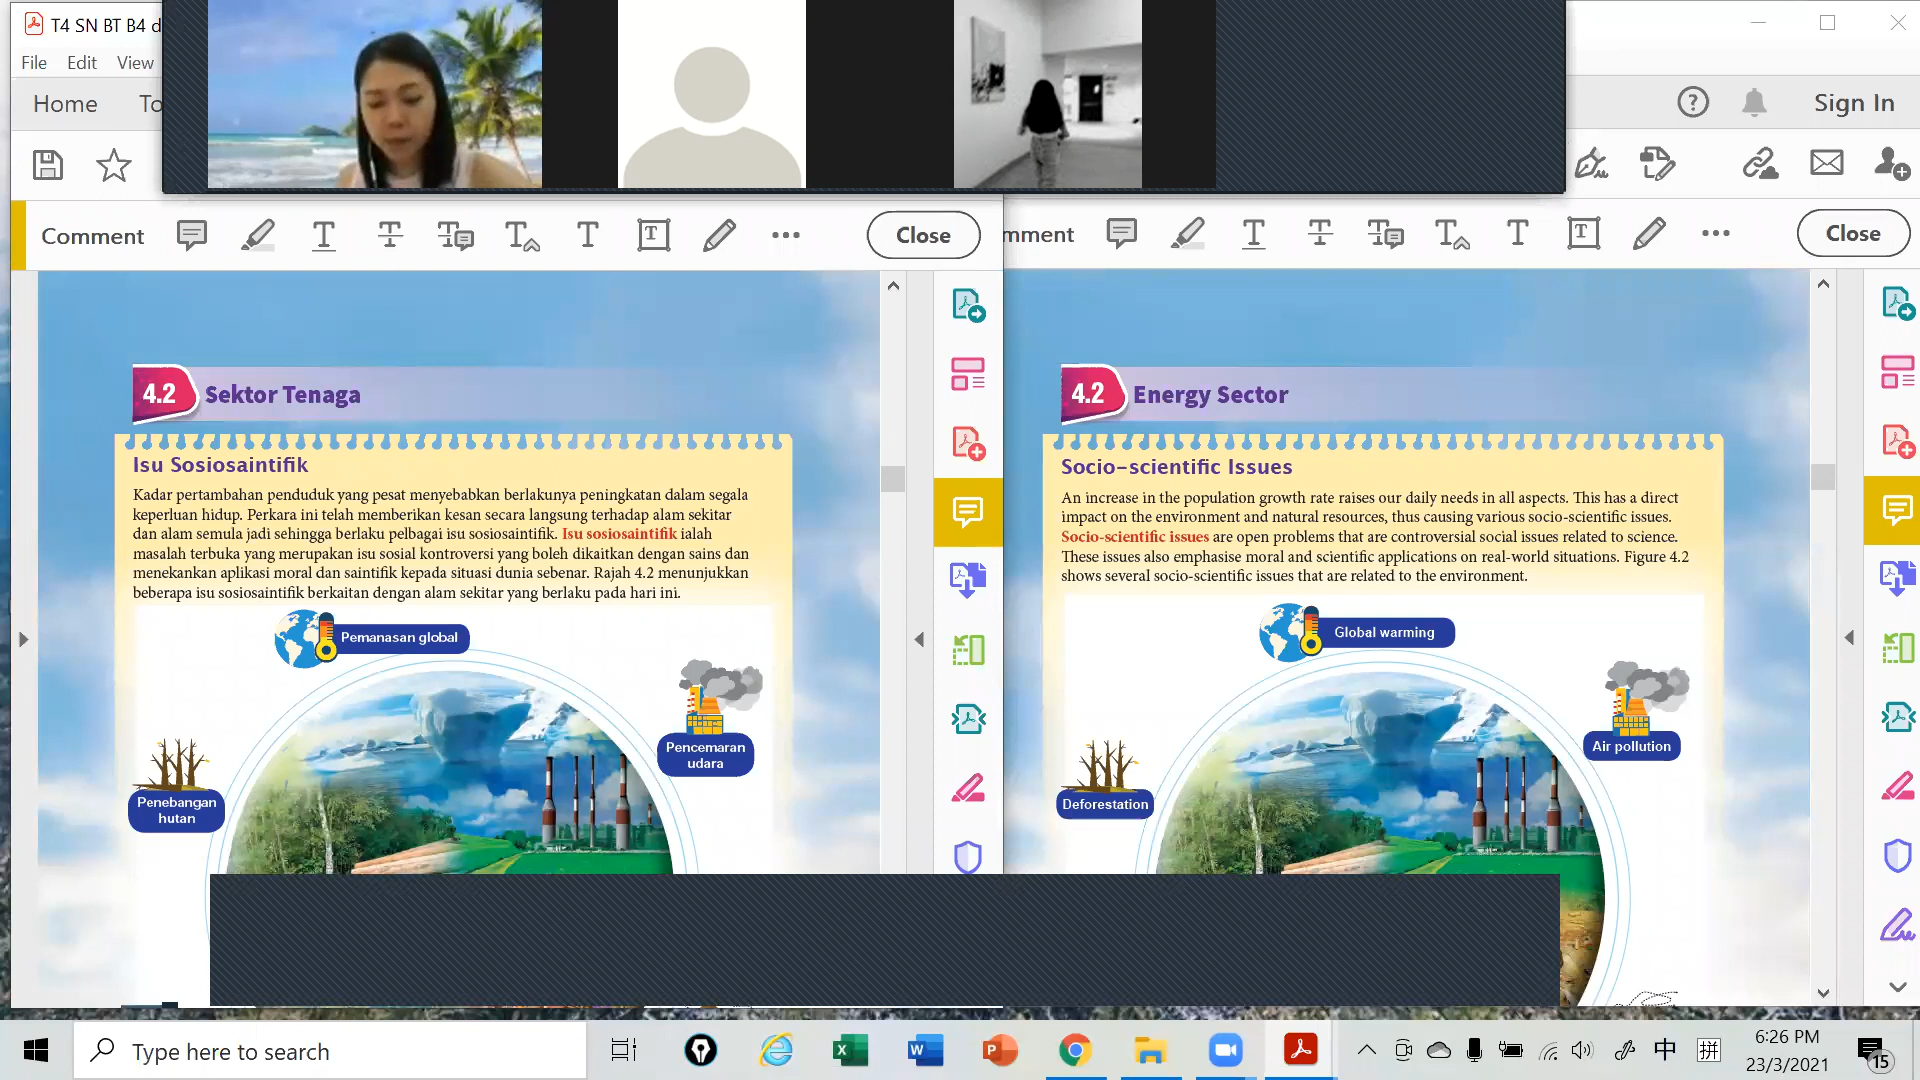 T4 SN BT B4 d
File Edit View
Home To
Sign In
Comment
Close
mment
Close
4.2 Sektor Tenaga
Isu Sosiosaintifik
Kadar pertambahan penduduk yang pesat menyebabkan berlakunya peningkatan dalam segala
keperluan hidup. Perkara ini telah memberikan kesan secara langsung terhadap alam sekitar
dan alam semula jadi sehingga berlaku pelbagai isu sosiosaintifik. Isu sosiosaintifik ialah
masalah terbuka yang merupakan isu sosial kontroversi yang boleh dikaitkan dengan sains dan
menekankan aplikasi moral dan saintifik kepada situasi dunia sebenar. Rajah 4.2 menunjukkan
beberapa isu sosiosaintifik berkaitan dengan alam sekitar yang berlaku pada hari ini.
Pemanasan global
Pencemaran
udara
Penebangan
hutan
4.2 Energy Sector
Socio-scientific Issues
An increase in the population growth rate raises our daily needs in all aspects. This has a direct
impact on the environment and natural resources, thus causing various socio-scientific issues.
Socio-scientific issues are open problems that are controversial social issues related to science.
These issues also emphasise moral and scientific applications on real-world situations. Figure 4.2
shows several socio-scientific issues that are related to the environment.
Global warming
Air pollution
Deforestation
Type here to search
中 拼
6:26 PM
23/3/2021
15